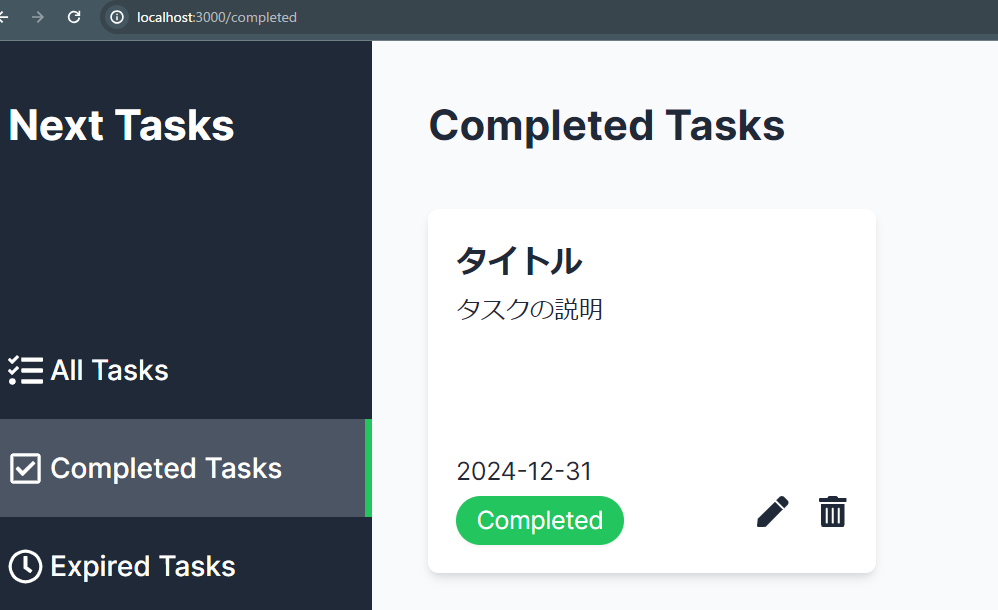 localhost:3000/completed
Next Tasks
All Tasks
Completed Tasks
Expired Tasks
Completed Tasks
タイトル
タスクの説明
2024-12-31
Completed